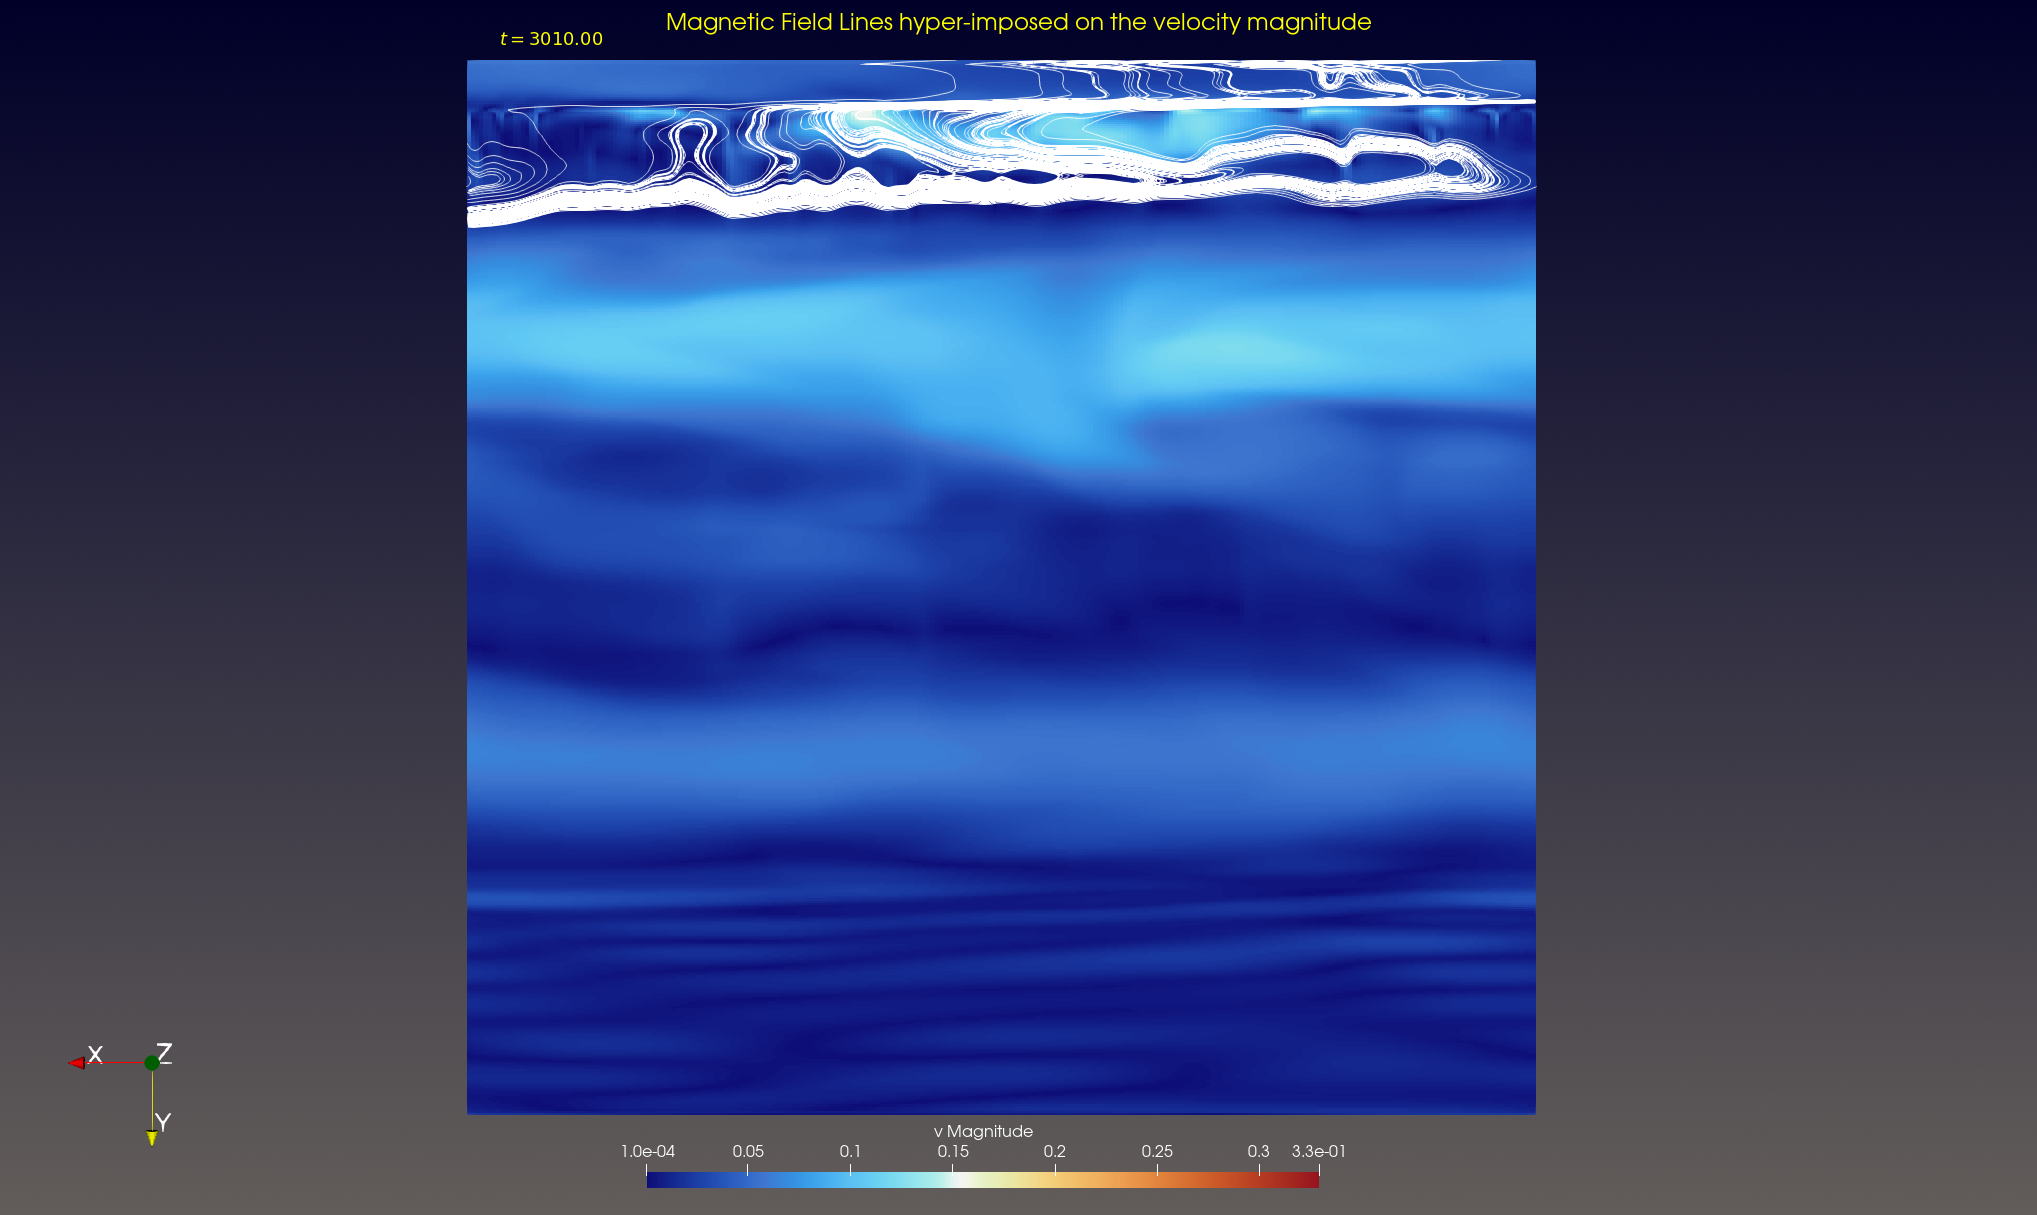 Magnetic Field Lines hyper-imposed on the velocity magnitude
t = 3010.00
X Z
Y
v Magnitude
1.0e-04 0.05 0.1 0.15 0.2 0.25 0.3 3.3e-01